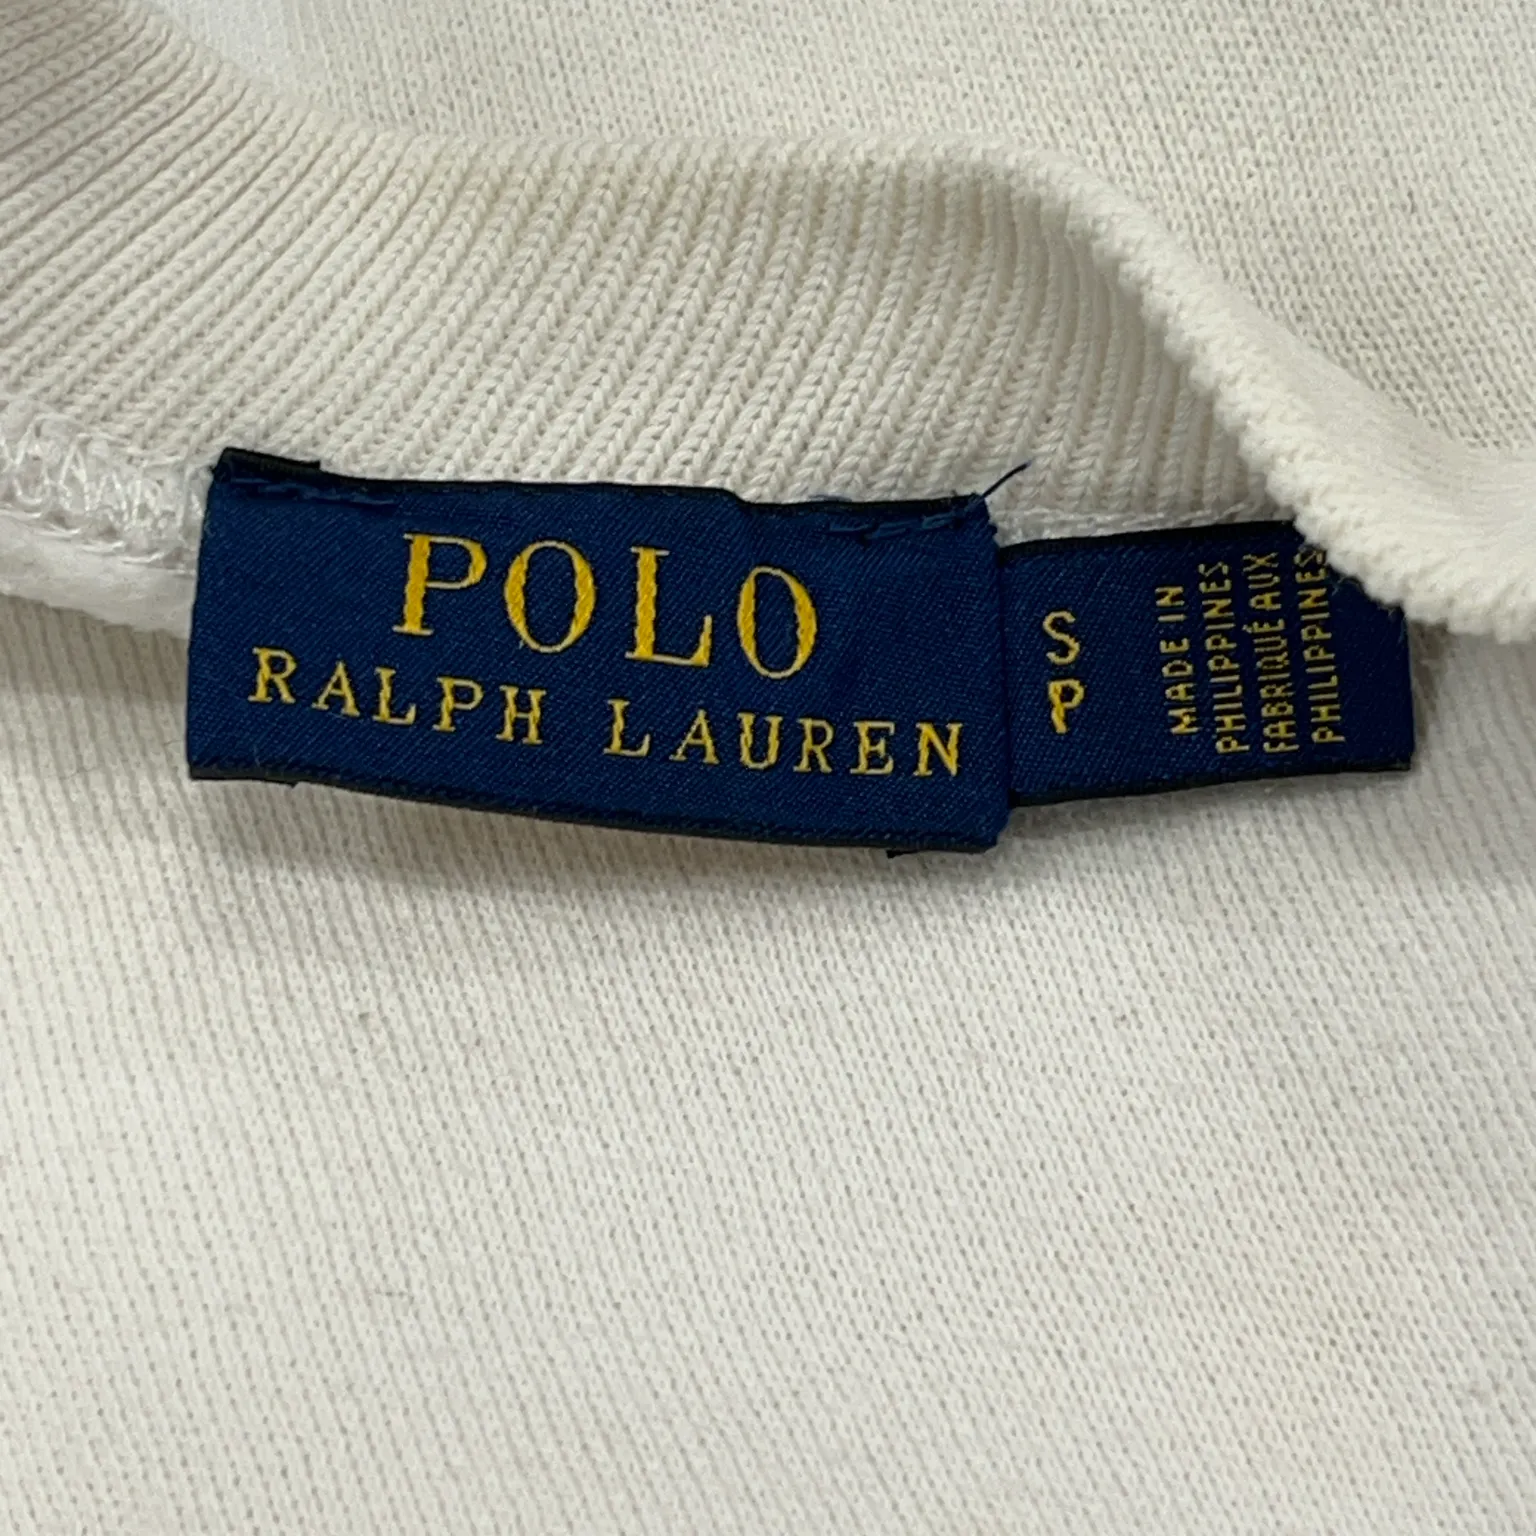 POLO
RALPH LAUREN
S
P
MADE IN
PHILIPPINES
FABRIQUÉ AUX
PHILIPPINES